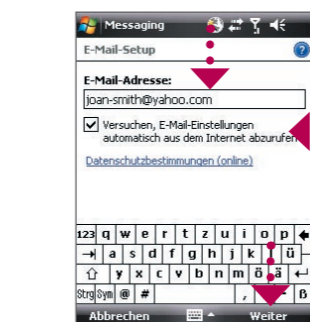 Messaging
E-Mail-Setup
E-Mail-Adresse:
joan-smith@yahoo.com
Versuchen, E-Mail-Einstellungen
automatisch aus dem Internet abzurufen
Datenschutzbestimmungen (online)
123 q w e r t z u i o p
a s d f g h j k l ü
y x c v b n m ö ä
Strg Sym @ # , ß
Abbrechen Weiter